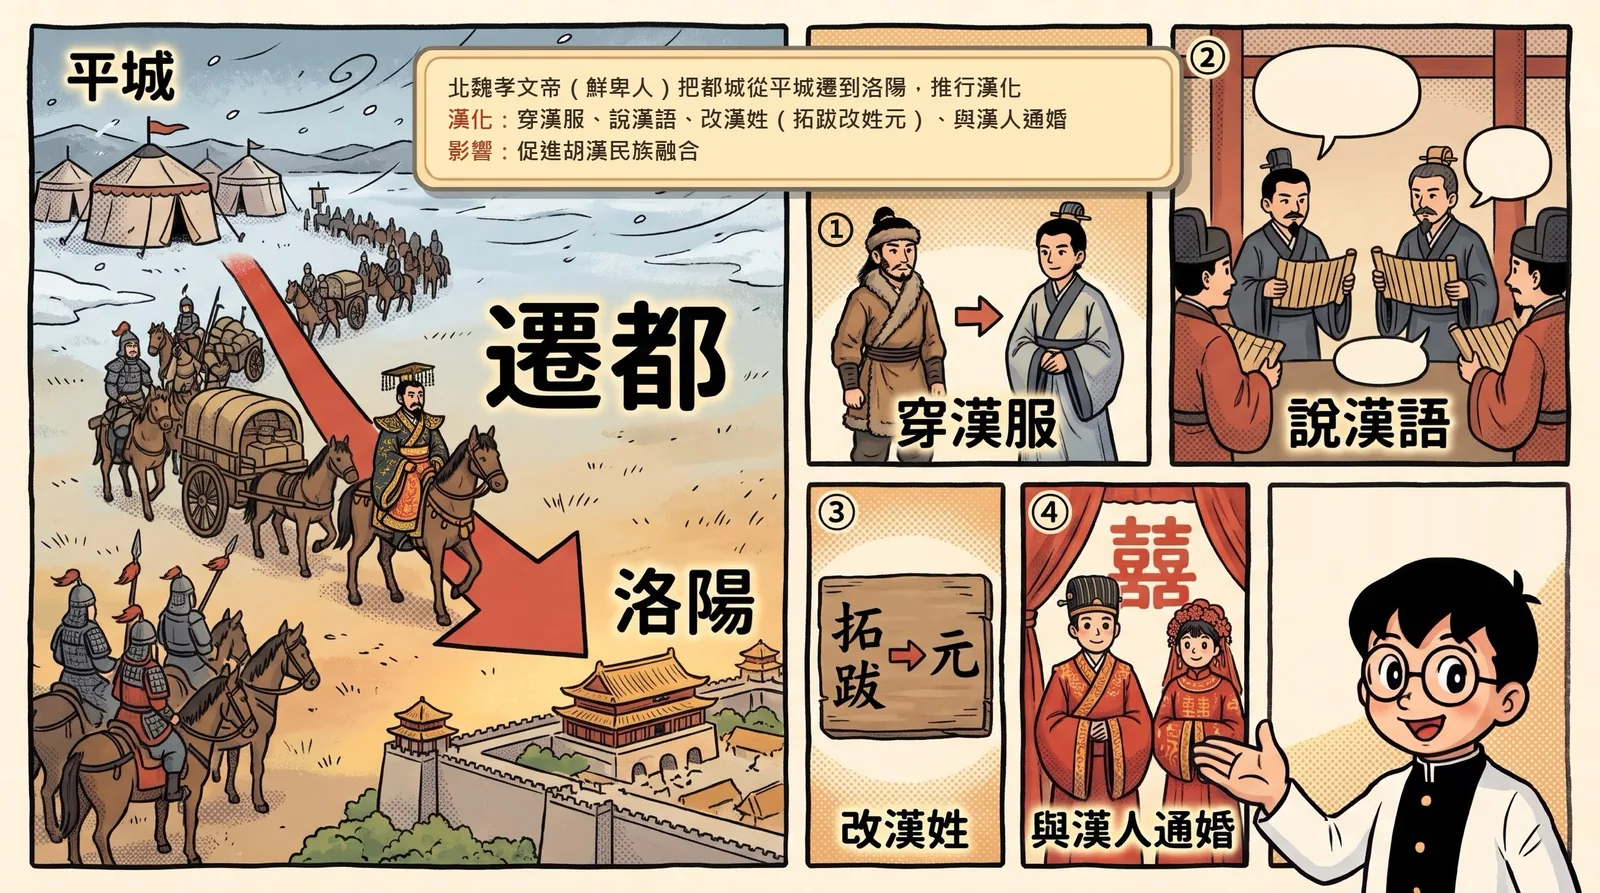 平城
北魏孝文帝（鮮卑人）把都城從平城遷到洛陽，推行漢化
漢化：穿漢服、說漢語、改漢姓（拓跋改姓元）、與漢人通婚
影響：促進胡漢民族融合
遷都
洛陽
①
穿漢服
②
說漢語
③
拓跋
元
改漢姓
④
囍
與漢人通婚